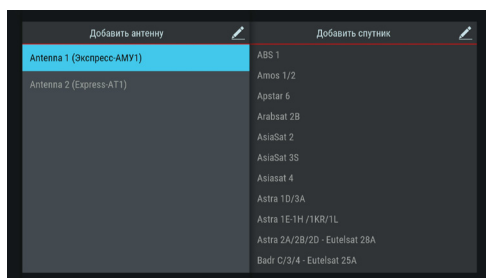 Добавить антенну
Antenna 1 (Экспресс-АМУ1)
Antenna 2 (Express-AT1)
Добавить спутник
ABS 1
Amos 1/2
Apstar 6
Arabsat 2B
AsiaSat 2
AsiaSat 3S
Asiasat 4
Astra 1D/3A
Astra 1E-1H /1KR/1L
Astra 2A/2B/2D - Eutelsat 28A
Badr C/3/4 - Eutelsat 25A